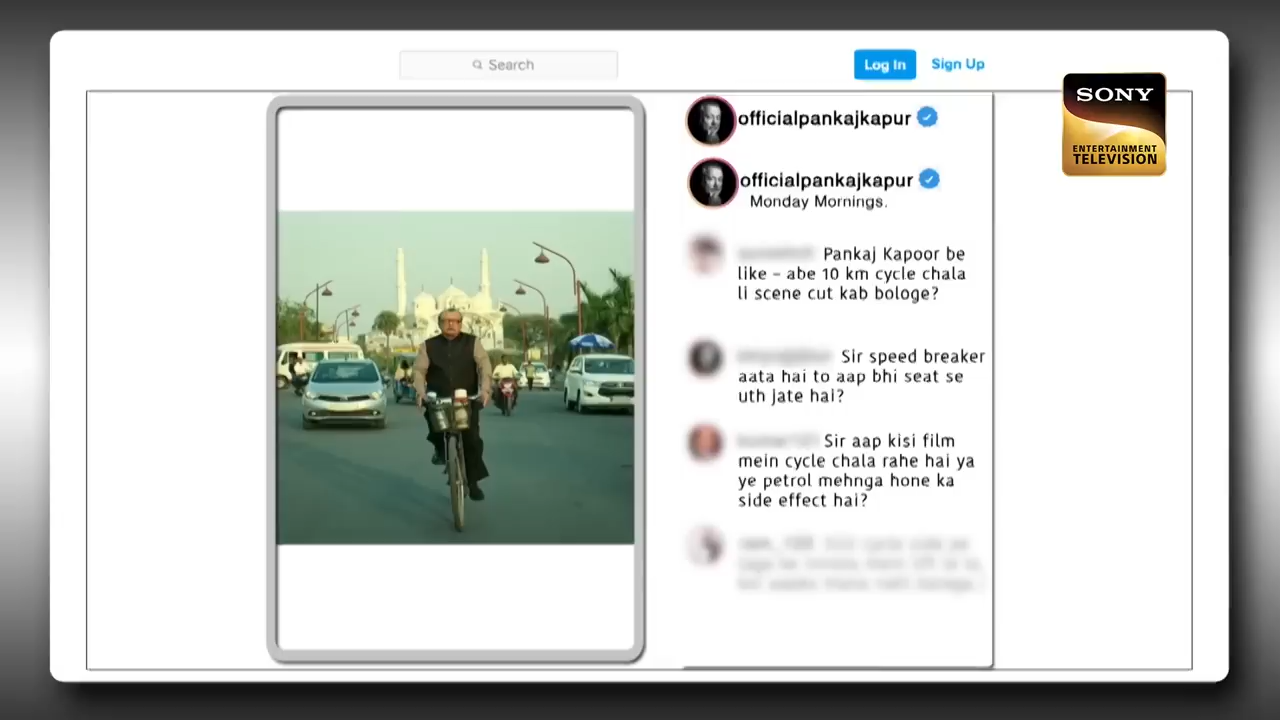 Search
Log In
Sign Up
SONY
ENTERTAINMENT
TELEVISION
officialpankajkapur
officialpankajkapur
Monday Mornings.
Pankaj Kapoor be
like - abe 10 km cycle chala
li scene cut kab bologe?
Sir speed breaker
aata hai to aap bhi seat se
uth jate hai?
Sir aap kisi film
mein cycle chala rahe hai ya
ye petrol mehnga hone ka
side effect hai?